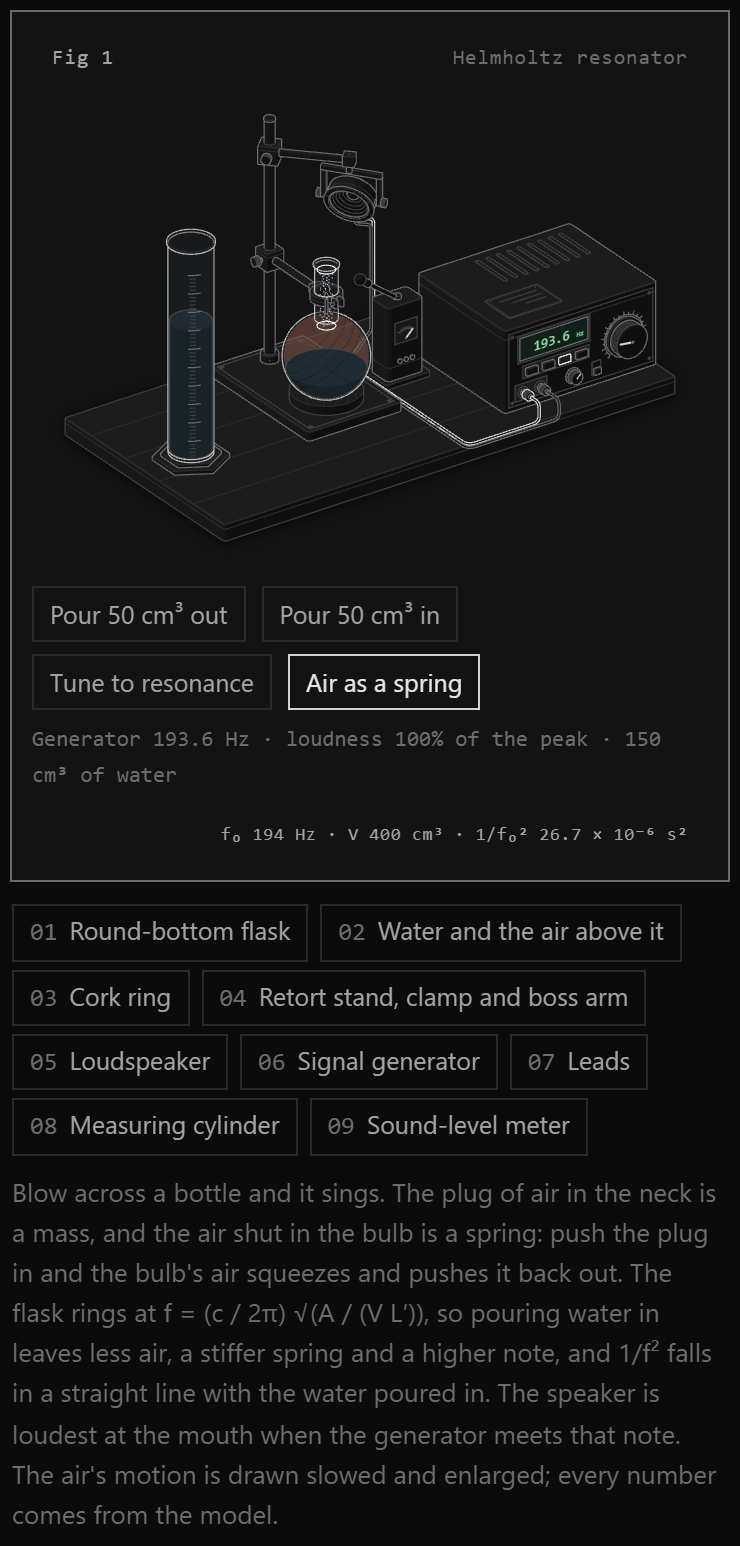 Fig 1
Helmholtz resonator
193.6 Hz
Pour 50 cm³ out
Pour 50 cm³ in
Tune to resonance
Air as a spring
Generator 193.6 Hz · loudness 100% of the peak · 150
cm³ of water
f₀ 194 Hz · V 400 cm³ · 1/f₀² 26.7 × 10⁻⁶ s²
01 Round-bottom flask
02 Water and the air above it
03 Cork ring
04 Retort stand, clamp and boss arm
05 Loudspeaker
06 Signal generator
07 Leads
08 Measuring cylinder
09 Sound-level meter
Blow across a bottle and it sings. The plug of air in the neck is
a mass, and the air shut in the bulb is a spring: push the plug
in and the bulb's air squeezes and pushes it back out. The
flask rings at f = (c / 2π) √(A / (V L′)), so pouring water in
leaves less air, a stiffer spring and a higher note, and 1/f² falls
in a straight line with the water poured in. The speaker is
loudest at the mouth when the generator meets that note.
The air's motion is drawn slowed and enlarged; every number
comes from the model.